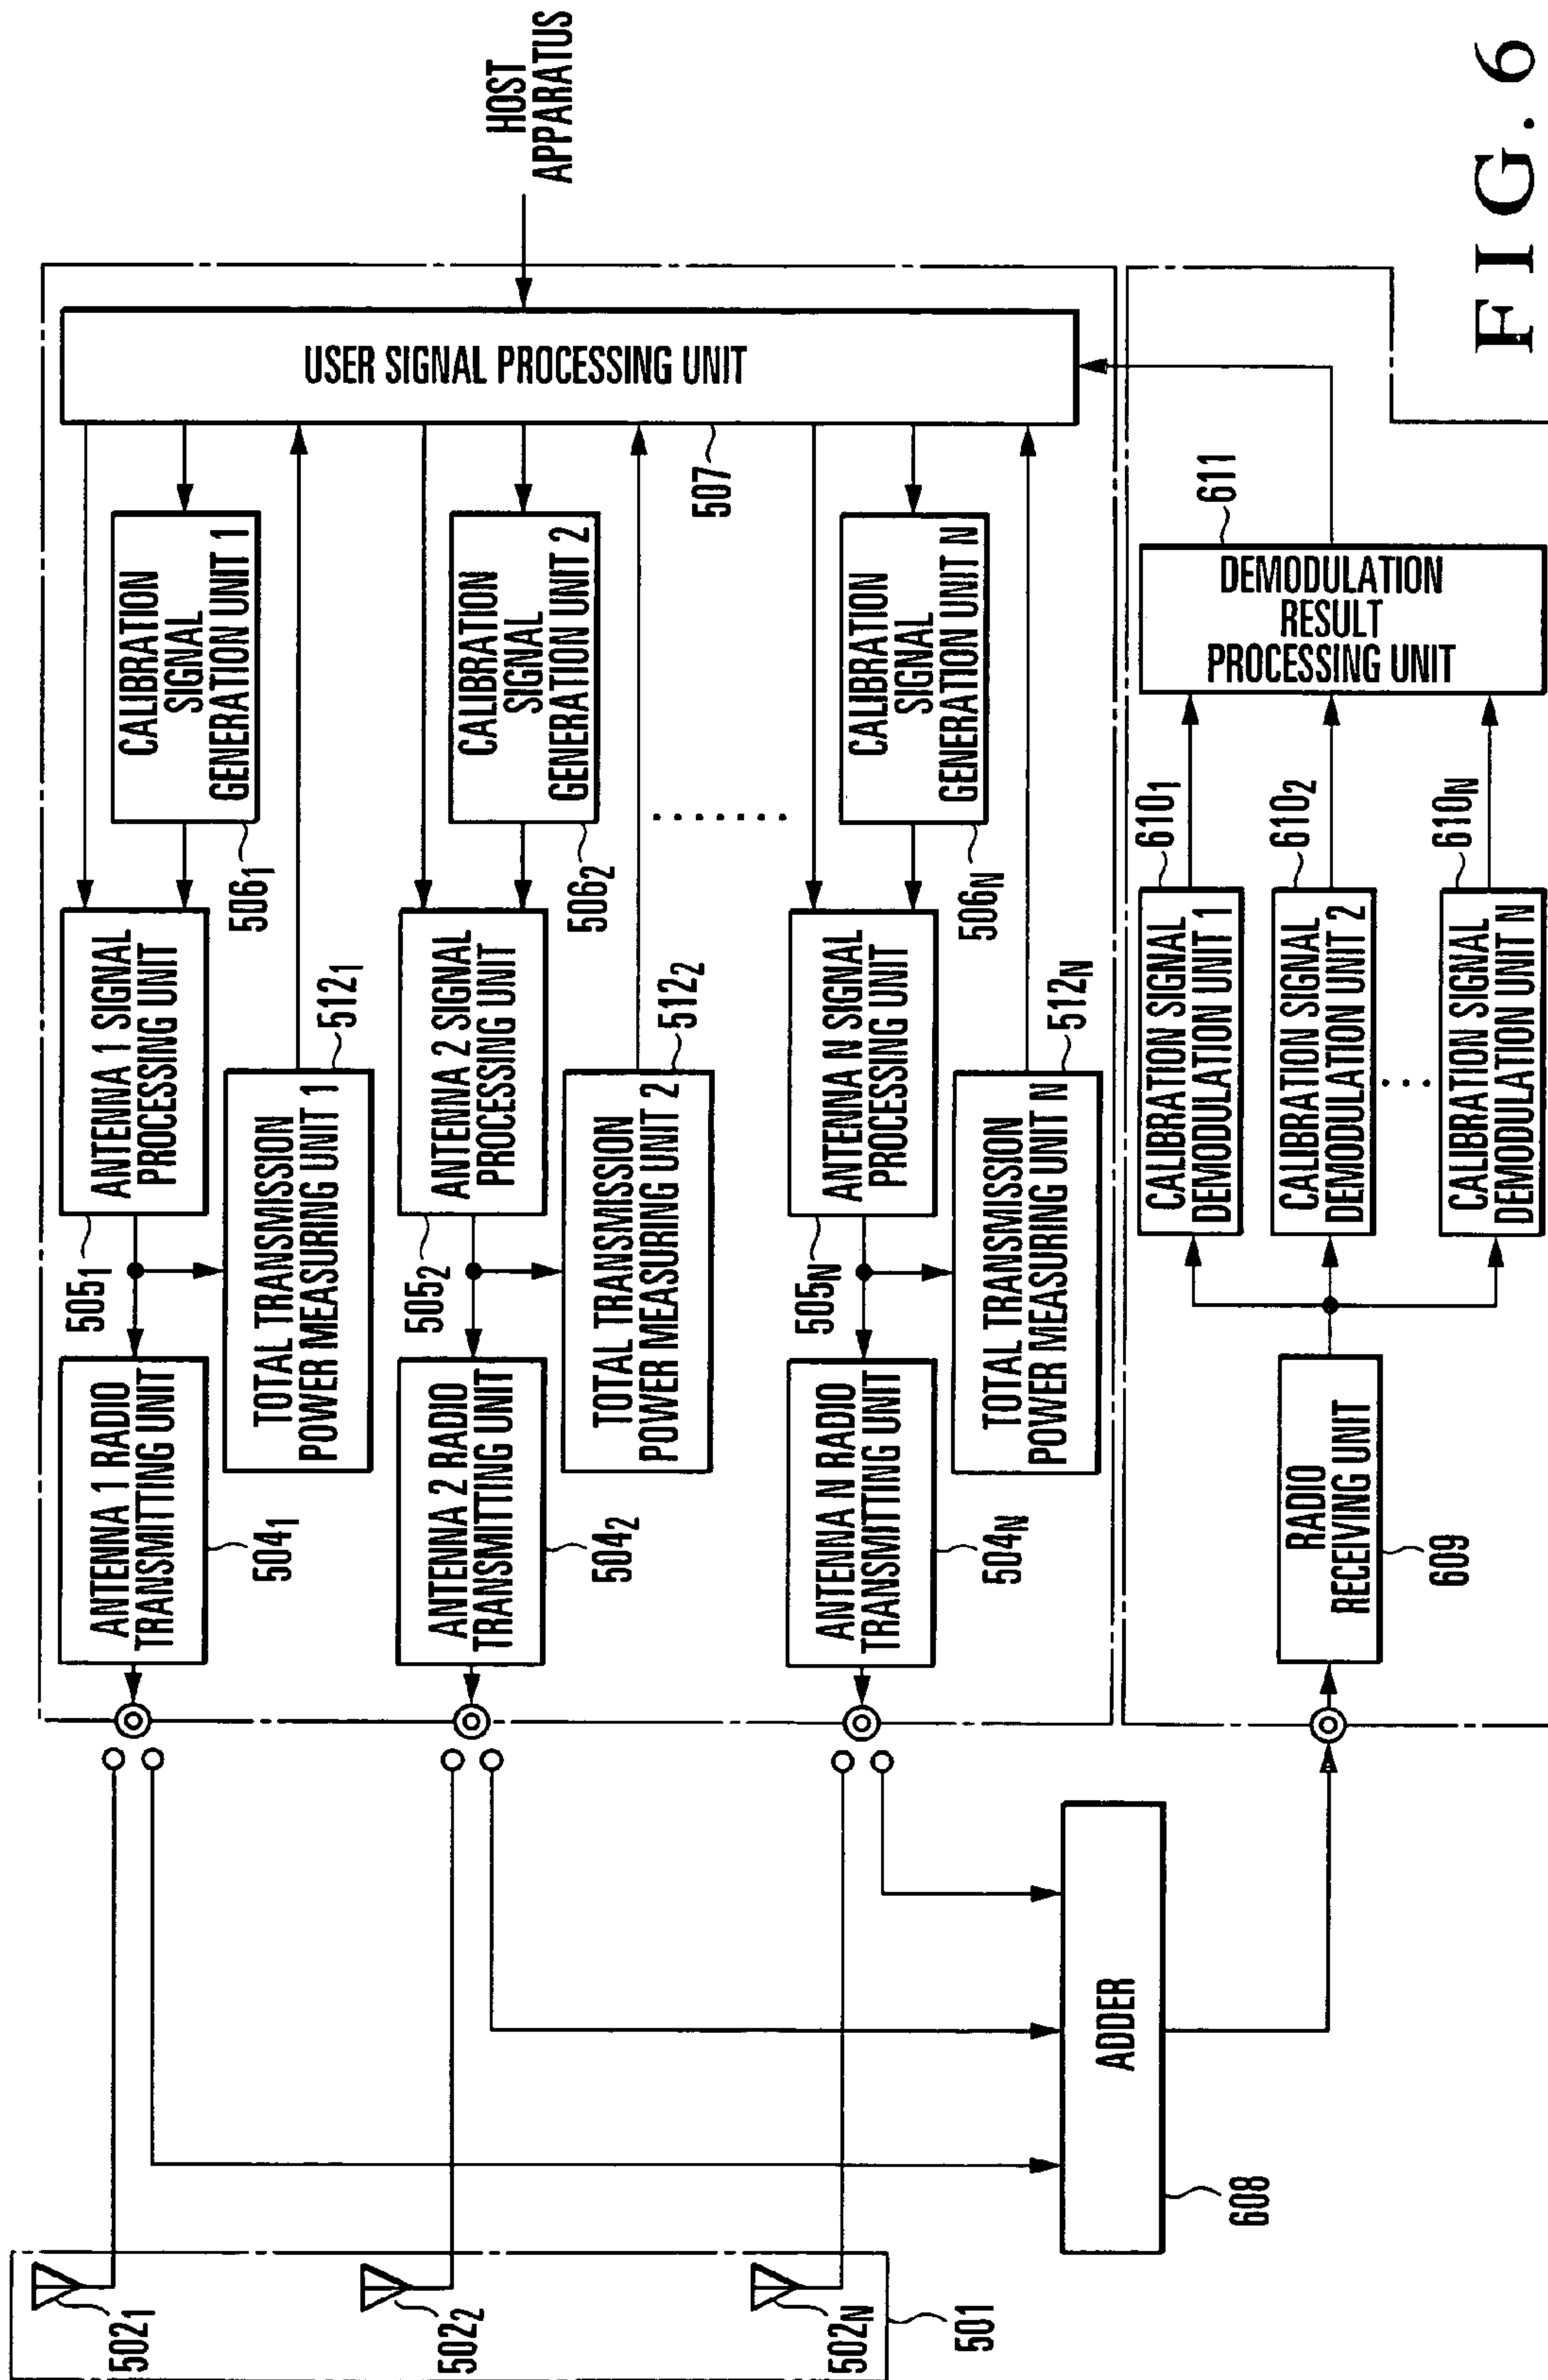 HOST
APPARATUS
USER SIGNAL PROCESSING UNIT
507
CALIBRATION
SIGNAL
GENERATION UNIT 1
506₁
CALIBRATION
SIGNAL
GENERATION UNIT 2
506₂
CALIBRATION
SIGNAL
GENERATION UNIT N
506N
ANTENNA 1 SIGNAL
PROCESSING UNIT
505₁
ANTENNA 2 SIGNAL
PROCESSING UNIT
505₂
ANTENNA N SIGNAL
PROCESSING UNIT
505N
TOTAL TRANSMISSION
POWER MEASURING UNIT 1
512₁
TOTAL TRANSMISSION
POWER MEASURING UNIT 2
512₂
TOTAL TRANSMISSION
POWER MEASURING UNIT N
512N
ANTENNA 1 RADIO
TRANSMITTING UNIT
504₁
ANTENNA 2 RADIO
TRANSMITTING UNIT
504₂
ANTENNA N RADIO
TRANSMITTING UNIT
504N
502₁
502₂
502N
501
ADDER
608
RADIO
RECEIVING UNIT
609
CALIBRATION SIGNAL
DEMODULATION UNIT 1
610₁
CALIBRATION SIGNAL
DEMODULATION UNIT 2
610₂
CALIBRATION SIGNAL
DEMODULATION UNIT N
610N
DEMODULATION
RESULT
PROCESSING UNIT
611
FIG. 6